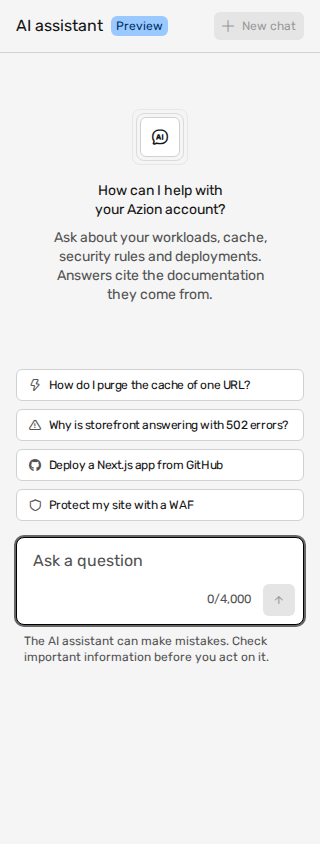 AI assistant Preview New chat
AI
How can I help with
your Azion account?
Ask about your workloads, cache,
security rules and deployments.
Answers cite the documentation
they come from.
How do I purge the cache of one URL?
Why is storefront answering with 502 errors?
Deploy a Next.js app from GitHub
Protect my site with a WAF
Ask a question
0/4,000
The AI assistant can make mistakes. Check
important information before you act on it.